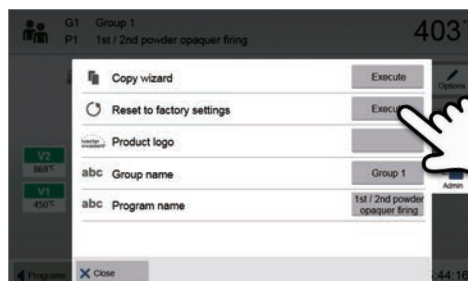 G1 Group 1
P1 1st / 2nd powder opaquer firing
403°
Copy wizard Execute
Options
Reset to factory settings Execu
Product logo
V2
869°C
abc Group name Group 1
Admin
V1
450°C
abc Program name 1st / 2nd powder
opaquer firing
Programs
Close
:44:16